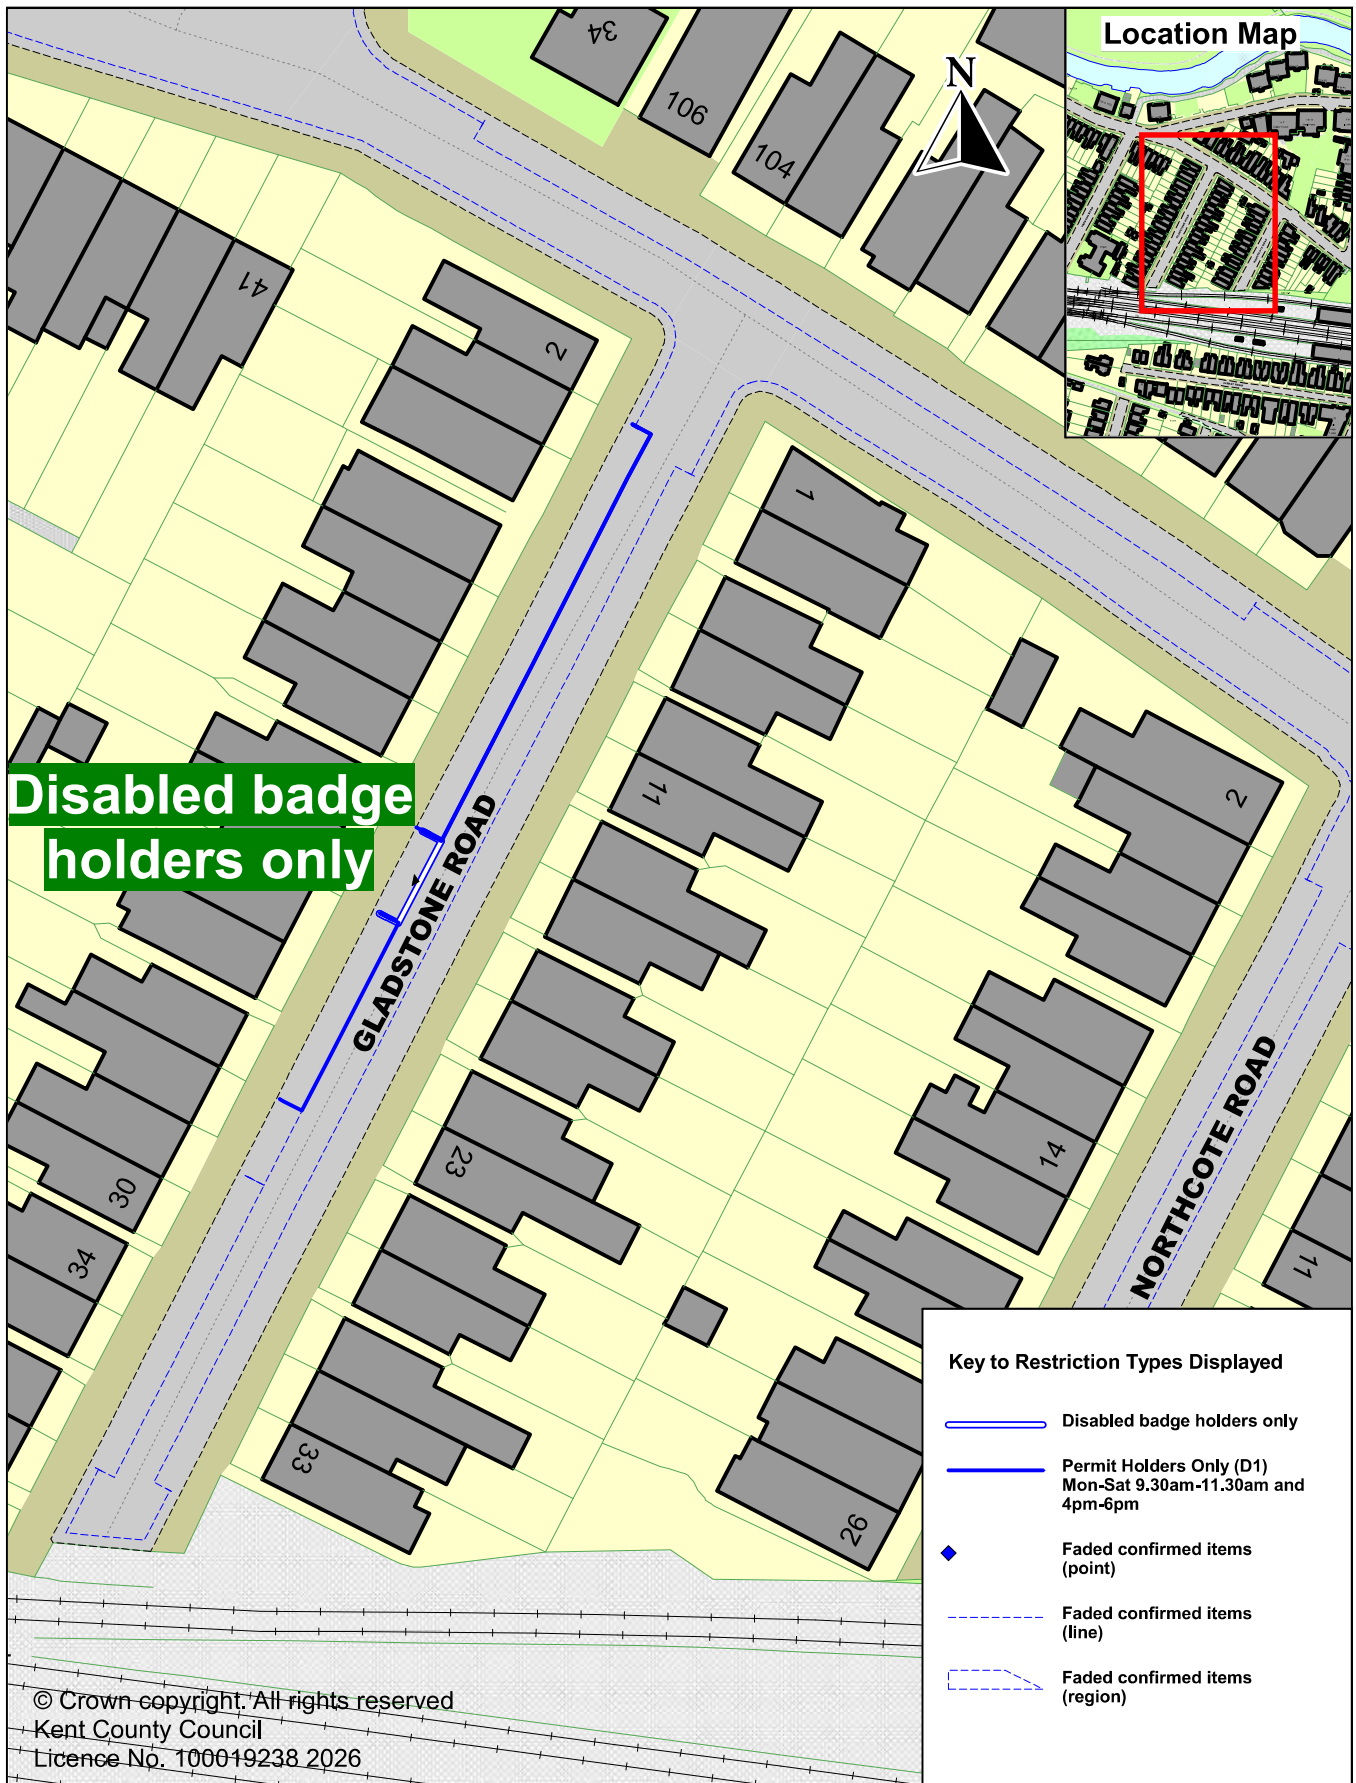 Location Map
N
34
106
104
41
2
1
11
2
Disabled badge
holders only
GLADSTONE ROAD
NORTHCOTE ROAD
14
23
30
34
11
33
26
Key to Restriction Types Displayed
Disabled badge holders only
Permit Holders Only (D1)
Mon-Sat 9.30am-11.30am and
4pm-6pm
Faded confirmed items
(point)
Faded confirmed items
(line)
Faded confirmed items
(region)
© Crown copyright. All rights reserved
Kent County Council
Licence No. 100019238 2026